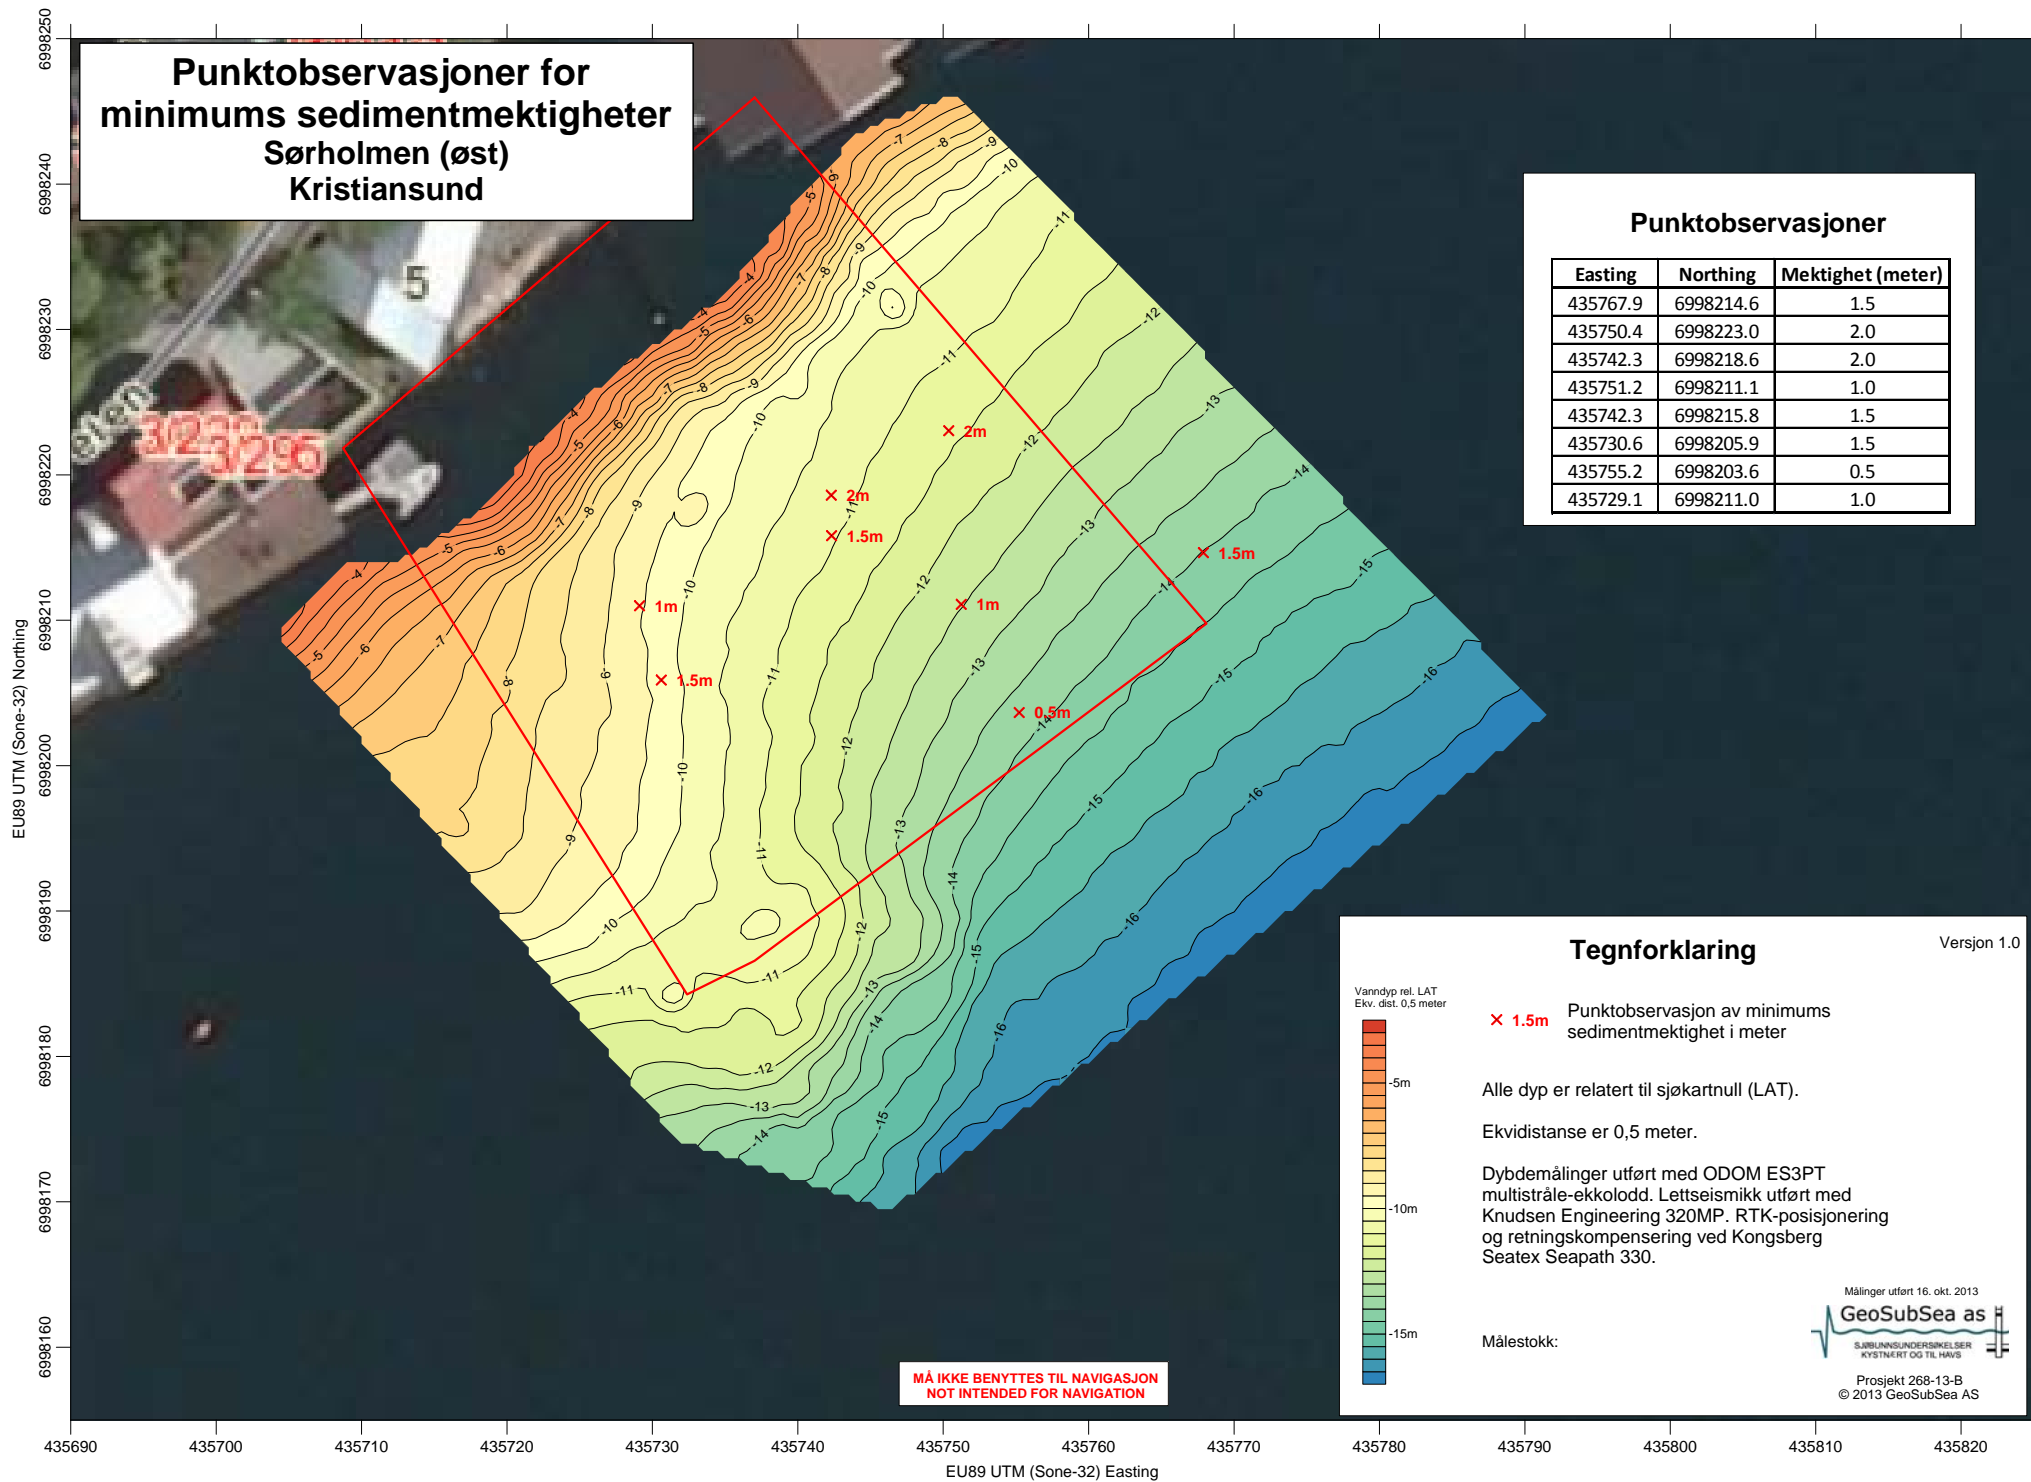 Punktobservasjoner for
minimums sedimentmektigheter
Sørholmen (øst)
Kristiansund
Punktobservasjoner
Easting Northing Mektighet (meter)
435767.9 6998214.6 1.5
435750.4 6998223.0 2.0
435742.3 6998218.6 2.0
435751.2 6998211.1 1.0
435742.3 6998215.8 1.5
435730.6 6998205.9 1.5
435755.2 6998203.6 0.5
435729.1 6998211.0 1.0
5
3/295
2m
2m
1.5m
1.5m
1m
1m
1.5m
0.5m
Tegnforklaring
Versjon 1.0
Vanndyp rel. LAT
Ekv. dist. 0,5 meter
-5m
-10m
-15m
1.5m
Punktobservasjon av minimums
sedimentmektighet i meter
Alle dyp er relatert til sjøkartnull (LAT).
Ekvidistanse er 0,5 meter.
Dybdemålinger utført med ODOM ES3PT
multistråle-ekkolodd. Lettseismikk utført med
Knudsen Engineering 320MP. RTK-posisjonering
og retningskompensering ved Kongsberg
Seatex Seapath 330.
Målestokk:
Målinger utført 16. okt. 2013
GeoSubSea as
SJØBUNNSUNDERSØKELSER
KYSTNÆRT OG TIL HAVS
Prosjekt 268-13-B
© 2013 GeoSubSea AS
MÅ IKKE BENYTTES TIL NAVIGASJON
NOT INTENDED FOR NAVIGATION
6998250
6998240
6998230
6998220
6998210
6998200
6998190
6998180
6998170
6998160
EU89 UTM (Sone-32) Northing
435690 435700 435710 435720 435730 435740 435750 435760 435770 435780 435790 435800 435810 435820
EU89 UTM (Sone-32) Easting